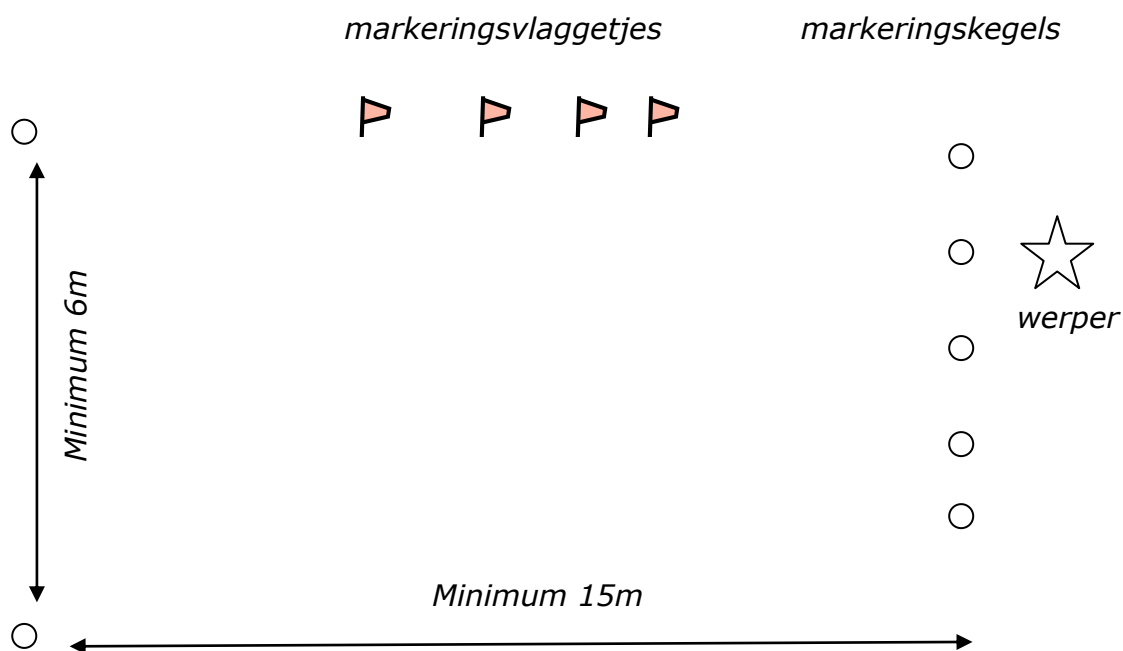 markeringsvlaggetjes
markeringskegels
werper
Minimum 6m
Minimum 15m